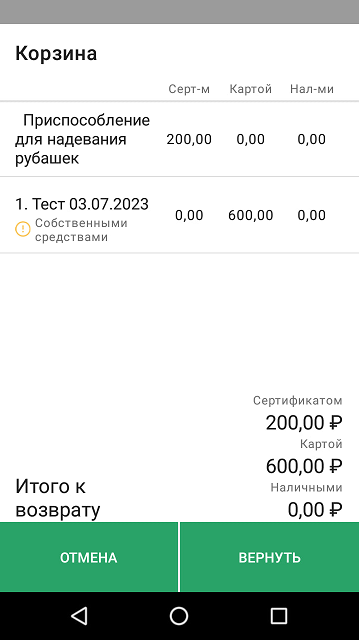 Корзина
Серт-м Картой Нал-ми
Приспособление
для надевания
рубашек
200,00 0,00 0,00
1. Тест 03.07.2023
Собственными
средствами
0,00 600,00 0,00
Сертификатом
200,00 ₽
Картой
600,00 ₽
Наличными
0,00 ₽
Итого к
возврату
ОТМЕНА ВЕРНУТЬ